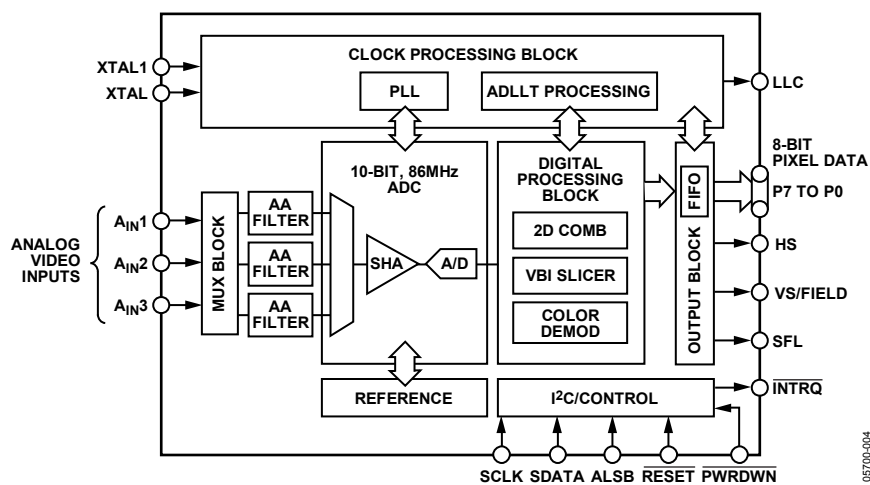 CLOCK PROCESSING BLOCK
XTAL1
XTAL
PLL
ADLLT PROCESSING
LLC
8-BIT
PIXEL DATA
P7 TO P0
10-BIT, 86MHz
ADC
DIGITAL
PROCESSING
BLOCK
FIFO
OUTPUT BLOCK
ANALOG
VIDEO
INPUTS
AIN1
AIN2
AIN3
MUX BLOCK
AA
FILTER
AA
FILTER
AA
FILTER
SHA
A/D
2D COMB
VBI SLICER
COLOR
DEMOD
HS
VS/FIELD
SFL
REFERENCE
I2C/CONTROL
INTRQ
SCLK
SDATA
ALSB
RESET
PWRDWN
05700-004